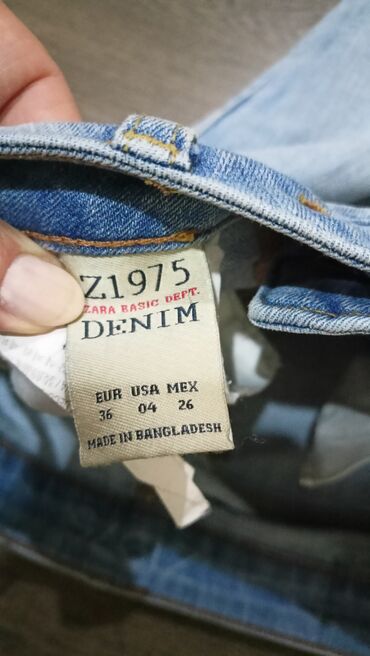 Z1975
ZARA BASIC DEPT.
DENIM
EUR USA MEX
36 04 26
MADE IN BANGLADESH